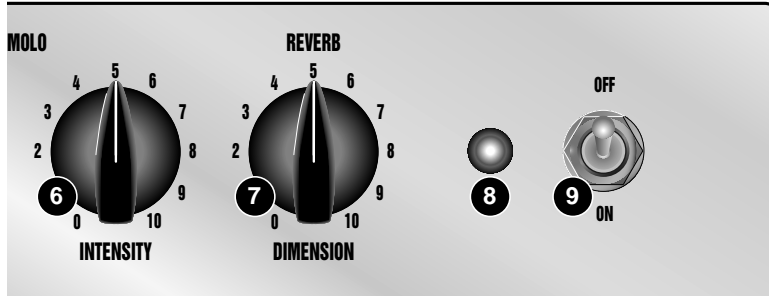 MOLO
REVERB
OFF
5
4 6
3 7
2 8
9
0 10
6
INTENSITY
5
4 6
3 7
2 8
9
0 10
7
DIMENSION
8
9
ON